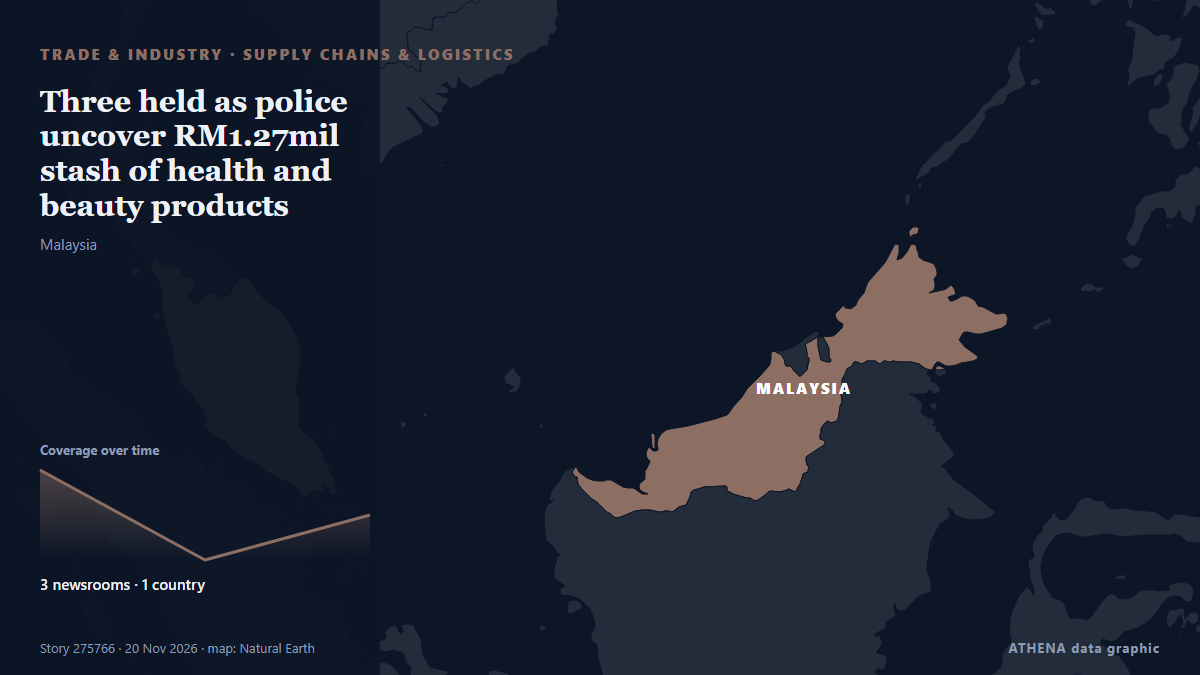 TRADE & INDUSTRY · SUPPLY CHAINS & LOGISTICS
Three held as police
uncover RM1.27mil
stash of health and
beauty products
Malaysia
MALAYSIA
Coverage over time
3 newsrooms · 1 country
Story 275766 · 20 Nov 2026 · map: Natural Earth
ATHENA data graphic